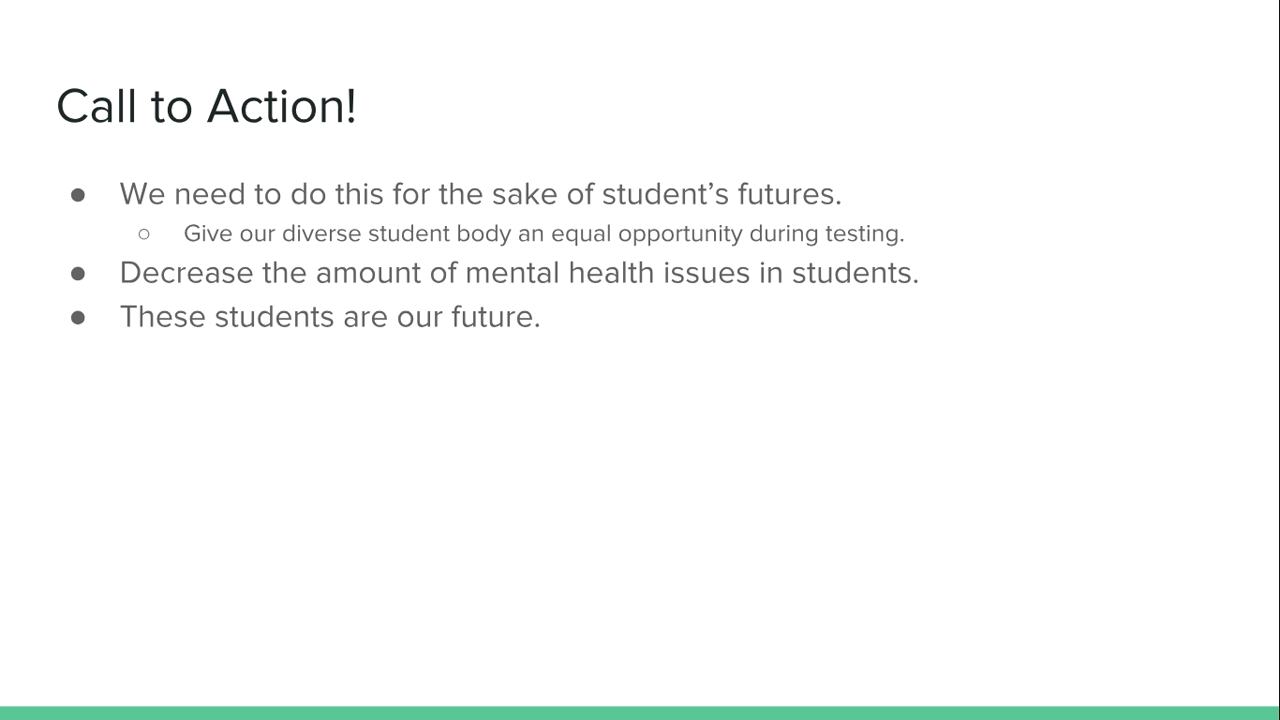 Call to Action!
● We need to do this for the sake of student’s futures.
○ Give our diverse student body an equal opportunity during testing.
● Decrease the amount of mental health issues in students.
● These students are our future.